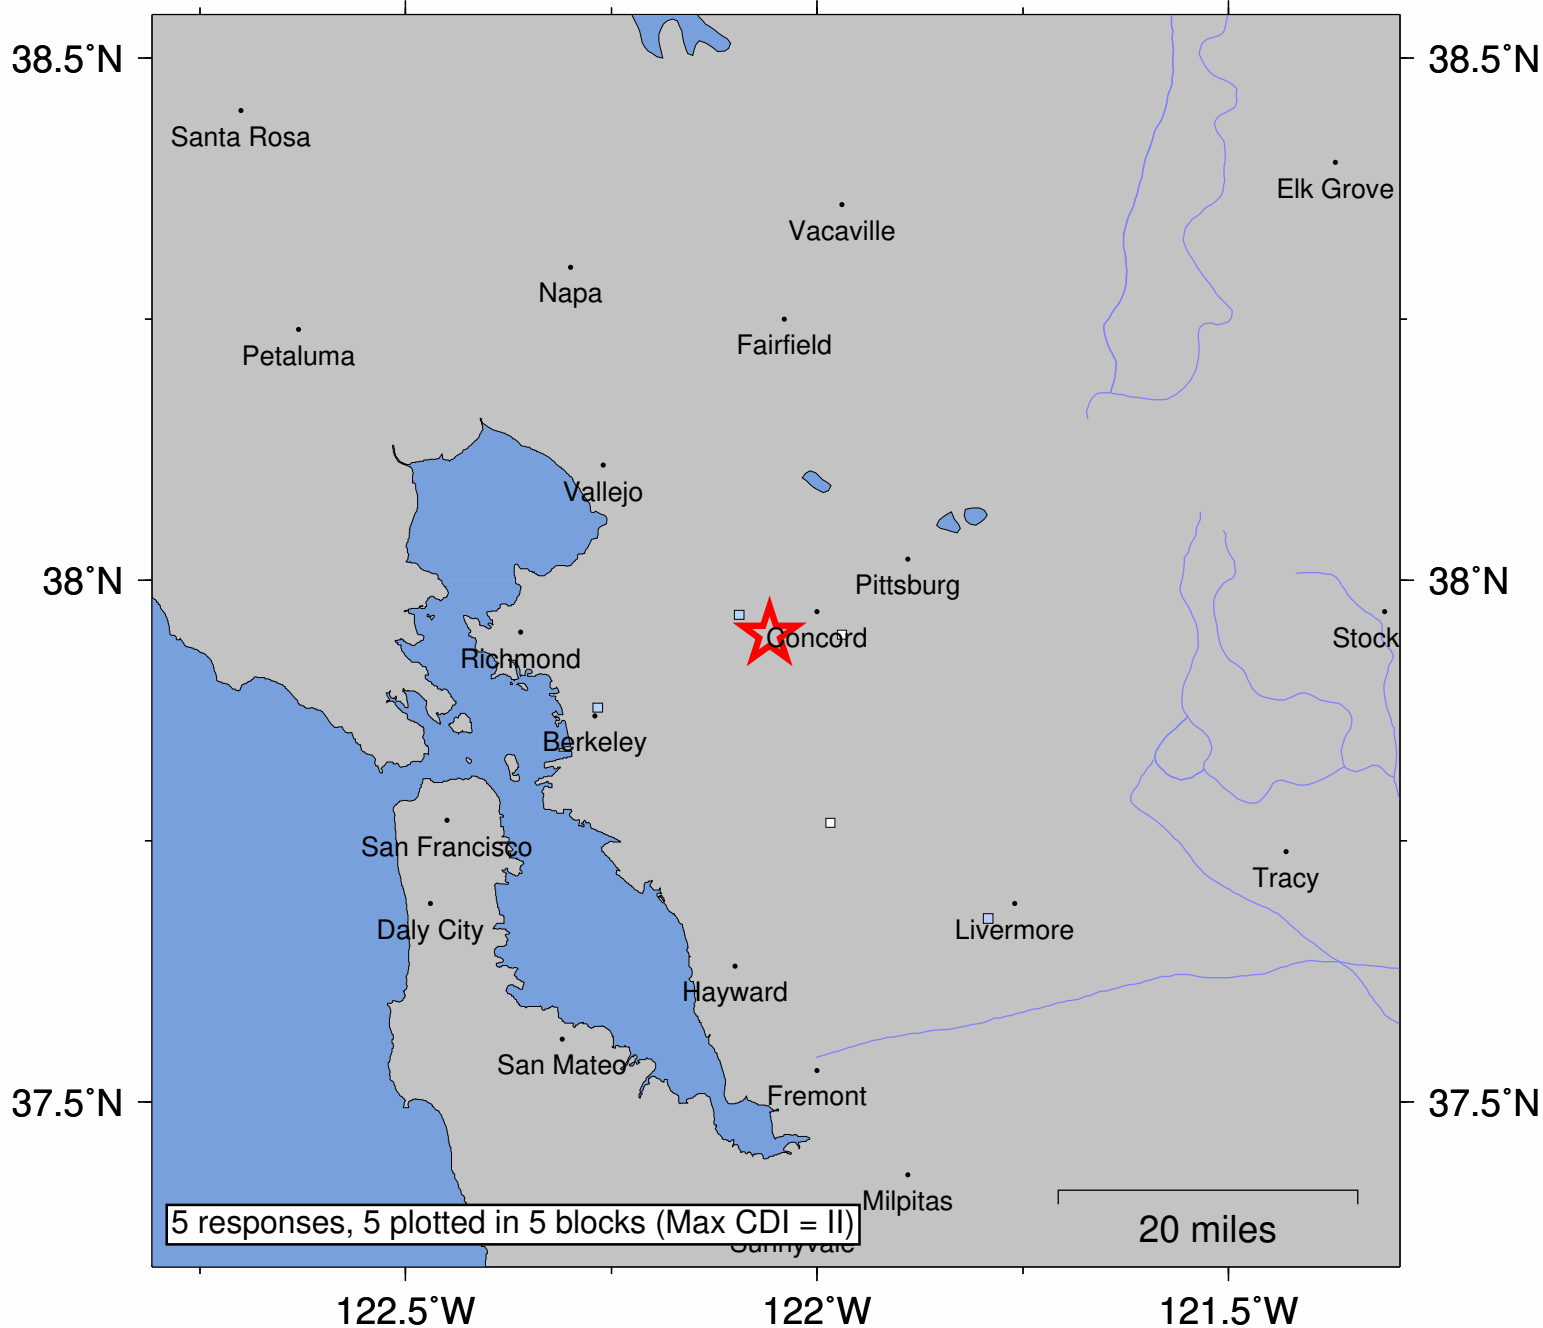 38.5°N
38.5°N
Santa Rosa
Elk Grove
Vacaville
Napa
Fairfield
Petaluma
Vallejo
38°N
38°N
Pittsburg
Concord
Stock
Richmond
Berkeley
San Francisco
Tracy
Daly City
Livermore
Hayward
San Mateo
Fremont
37.5°N
37.5°N
Milpitas
5 responses, 5 plotted in 5 blocks (Max CDI = II)
20 miles
Sunnyvale
122.5°W
122°W
121.5°W